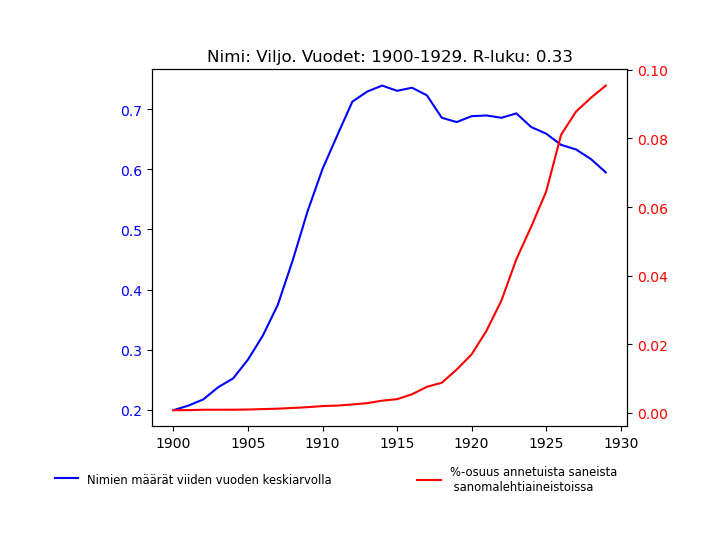 Nimi: Viljo. Vuodet: 1900-1929. R-luku: 0.33
0.10
0.7
0.08
0.6
0.06
0.5
0.04
0.4
0.3
0.02
0.2
0.00
1900 1905 1910 1915 1920 1925 1930
Nimien määrät viiden vuoden keskiarvolla
%-osuus annetuista saneista
sanomalehtiaineistoissa